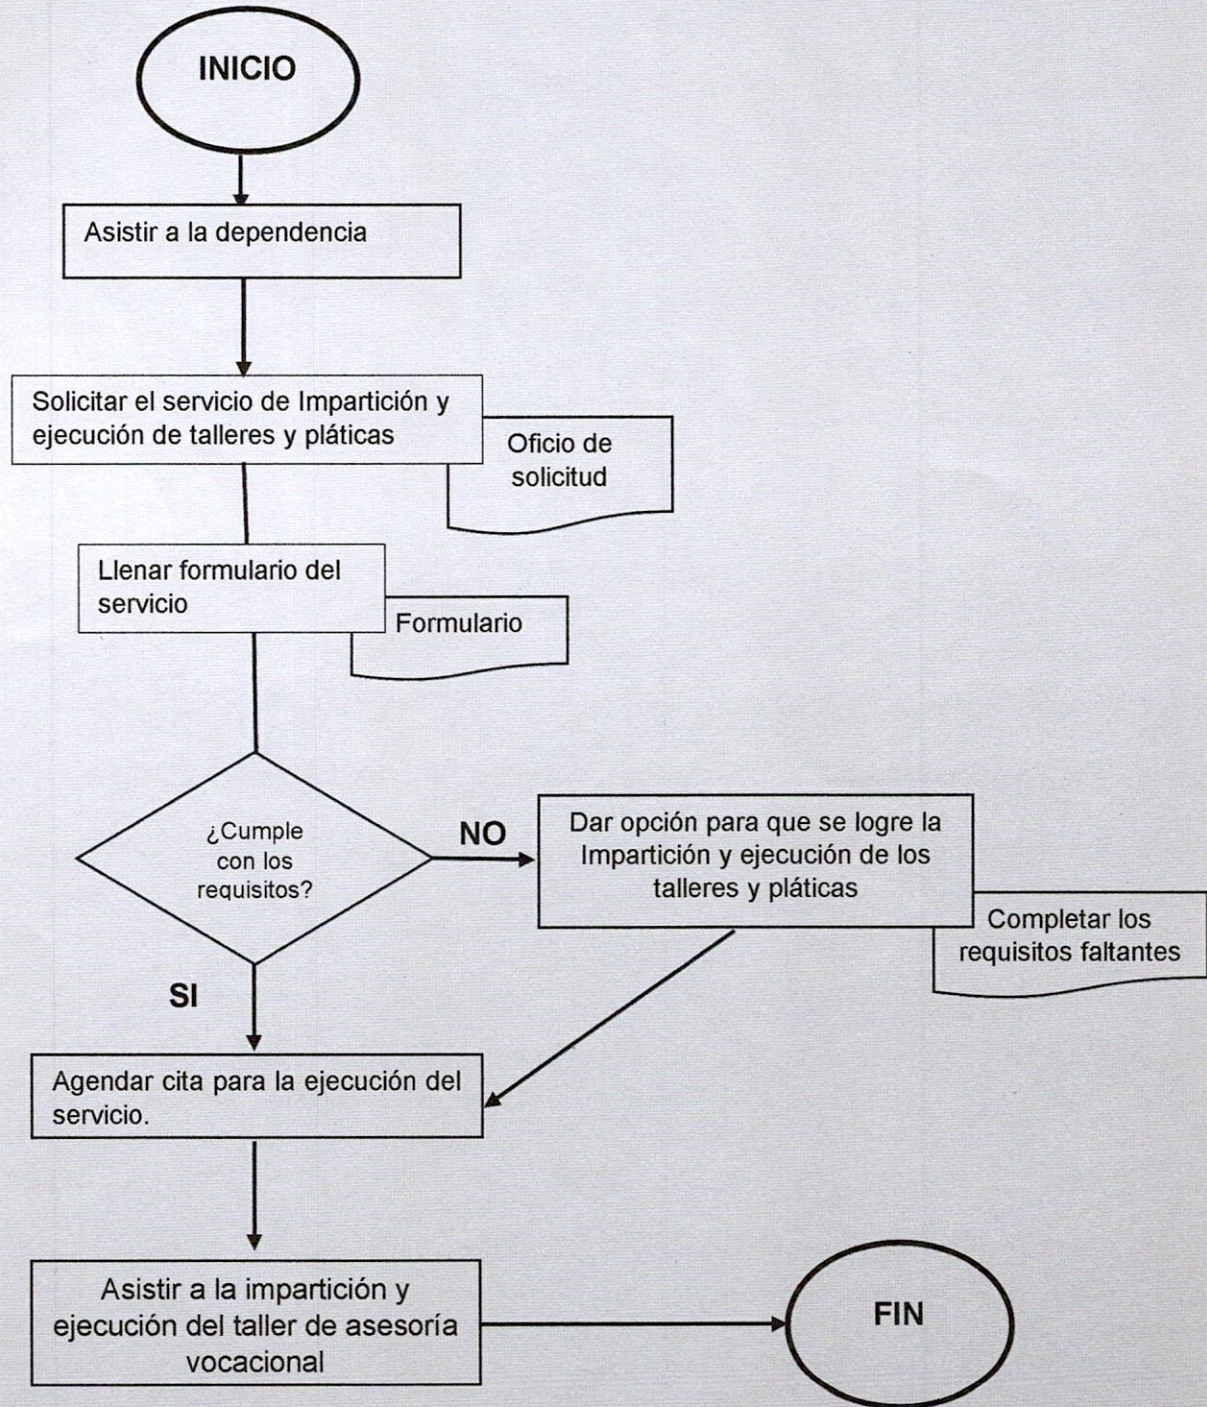 INICIO
Asistir a la dependencia
Solicitar el servicio de Impartición y
ejecución de talleres y pláticas
Oficio de
solicitud
Llenar formulario del
servicio
Formulario
¿Cumple
con los
requisitos?
NO
Dar opción para que se logre la
Impartición y ejecución de los
talleres y pláticas
Completar los
requisitos faltantes
SI
Agendar cita para la ejecución del
servicio.
Asistir a la impartición y
ejecución del taller de asesoría
vocacional
FIN